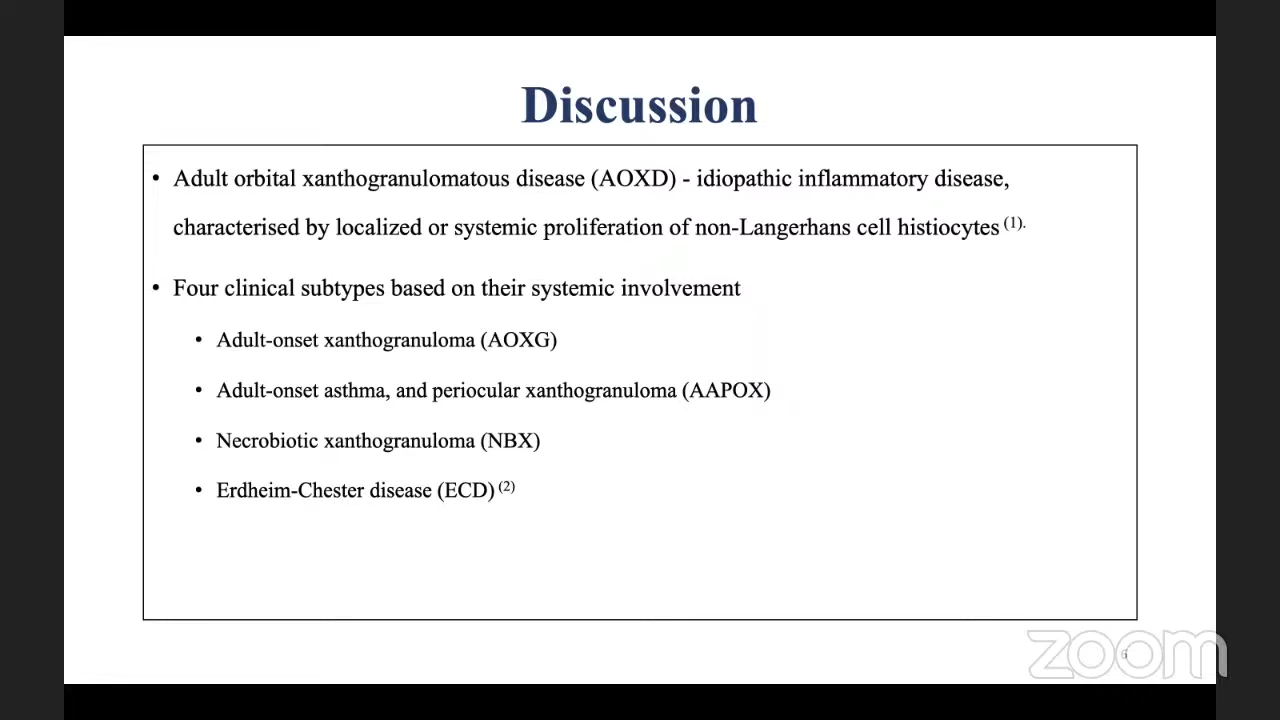 Discussion
• Adult orbital xanthogranulomatous disease (AOXD) - idiopathic inflammatory disease,
characterised by localized or systemic proliferation of non-Langerhans cell histiocytes (1).
• Four clinical subtypes based on their systemic involvement
• Adult-onset xanthogranuloma (AOXG)
• Adult-onset asthma, and periocular xanthogranuloma (AAPOX)
• Necrobiotic xanthogranuloma (NBX)
• Erdheim-Chester disease (ECD) (2)
6
zoom